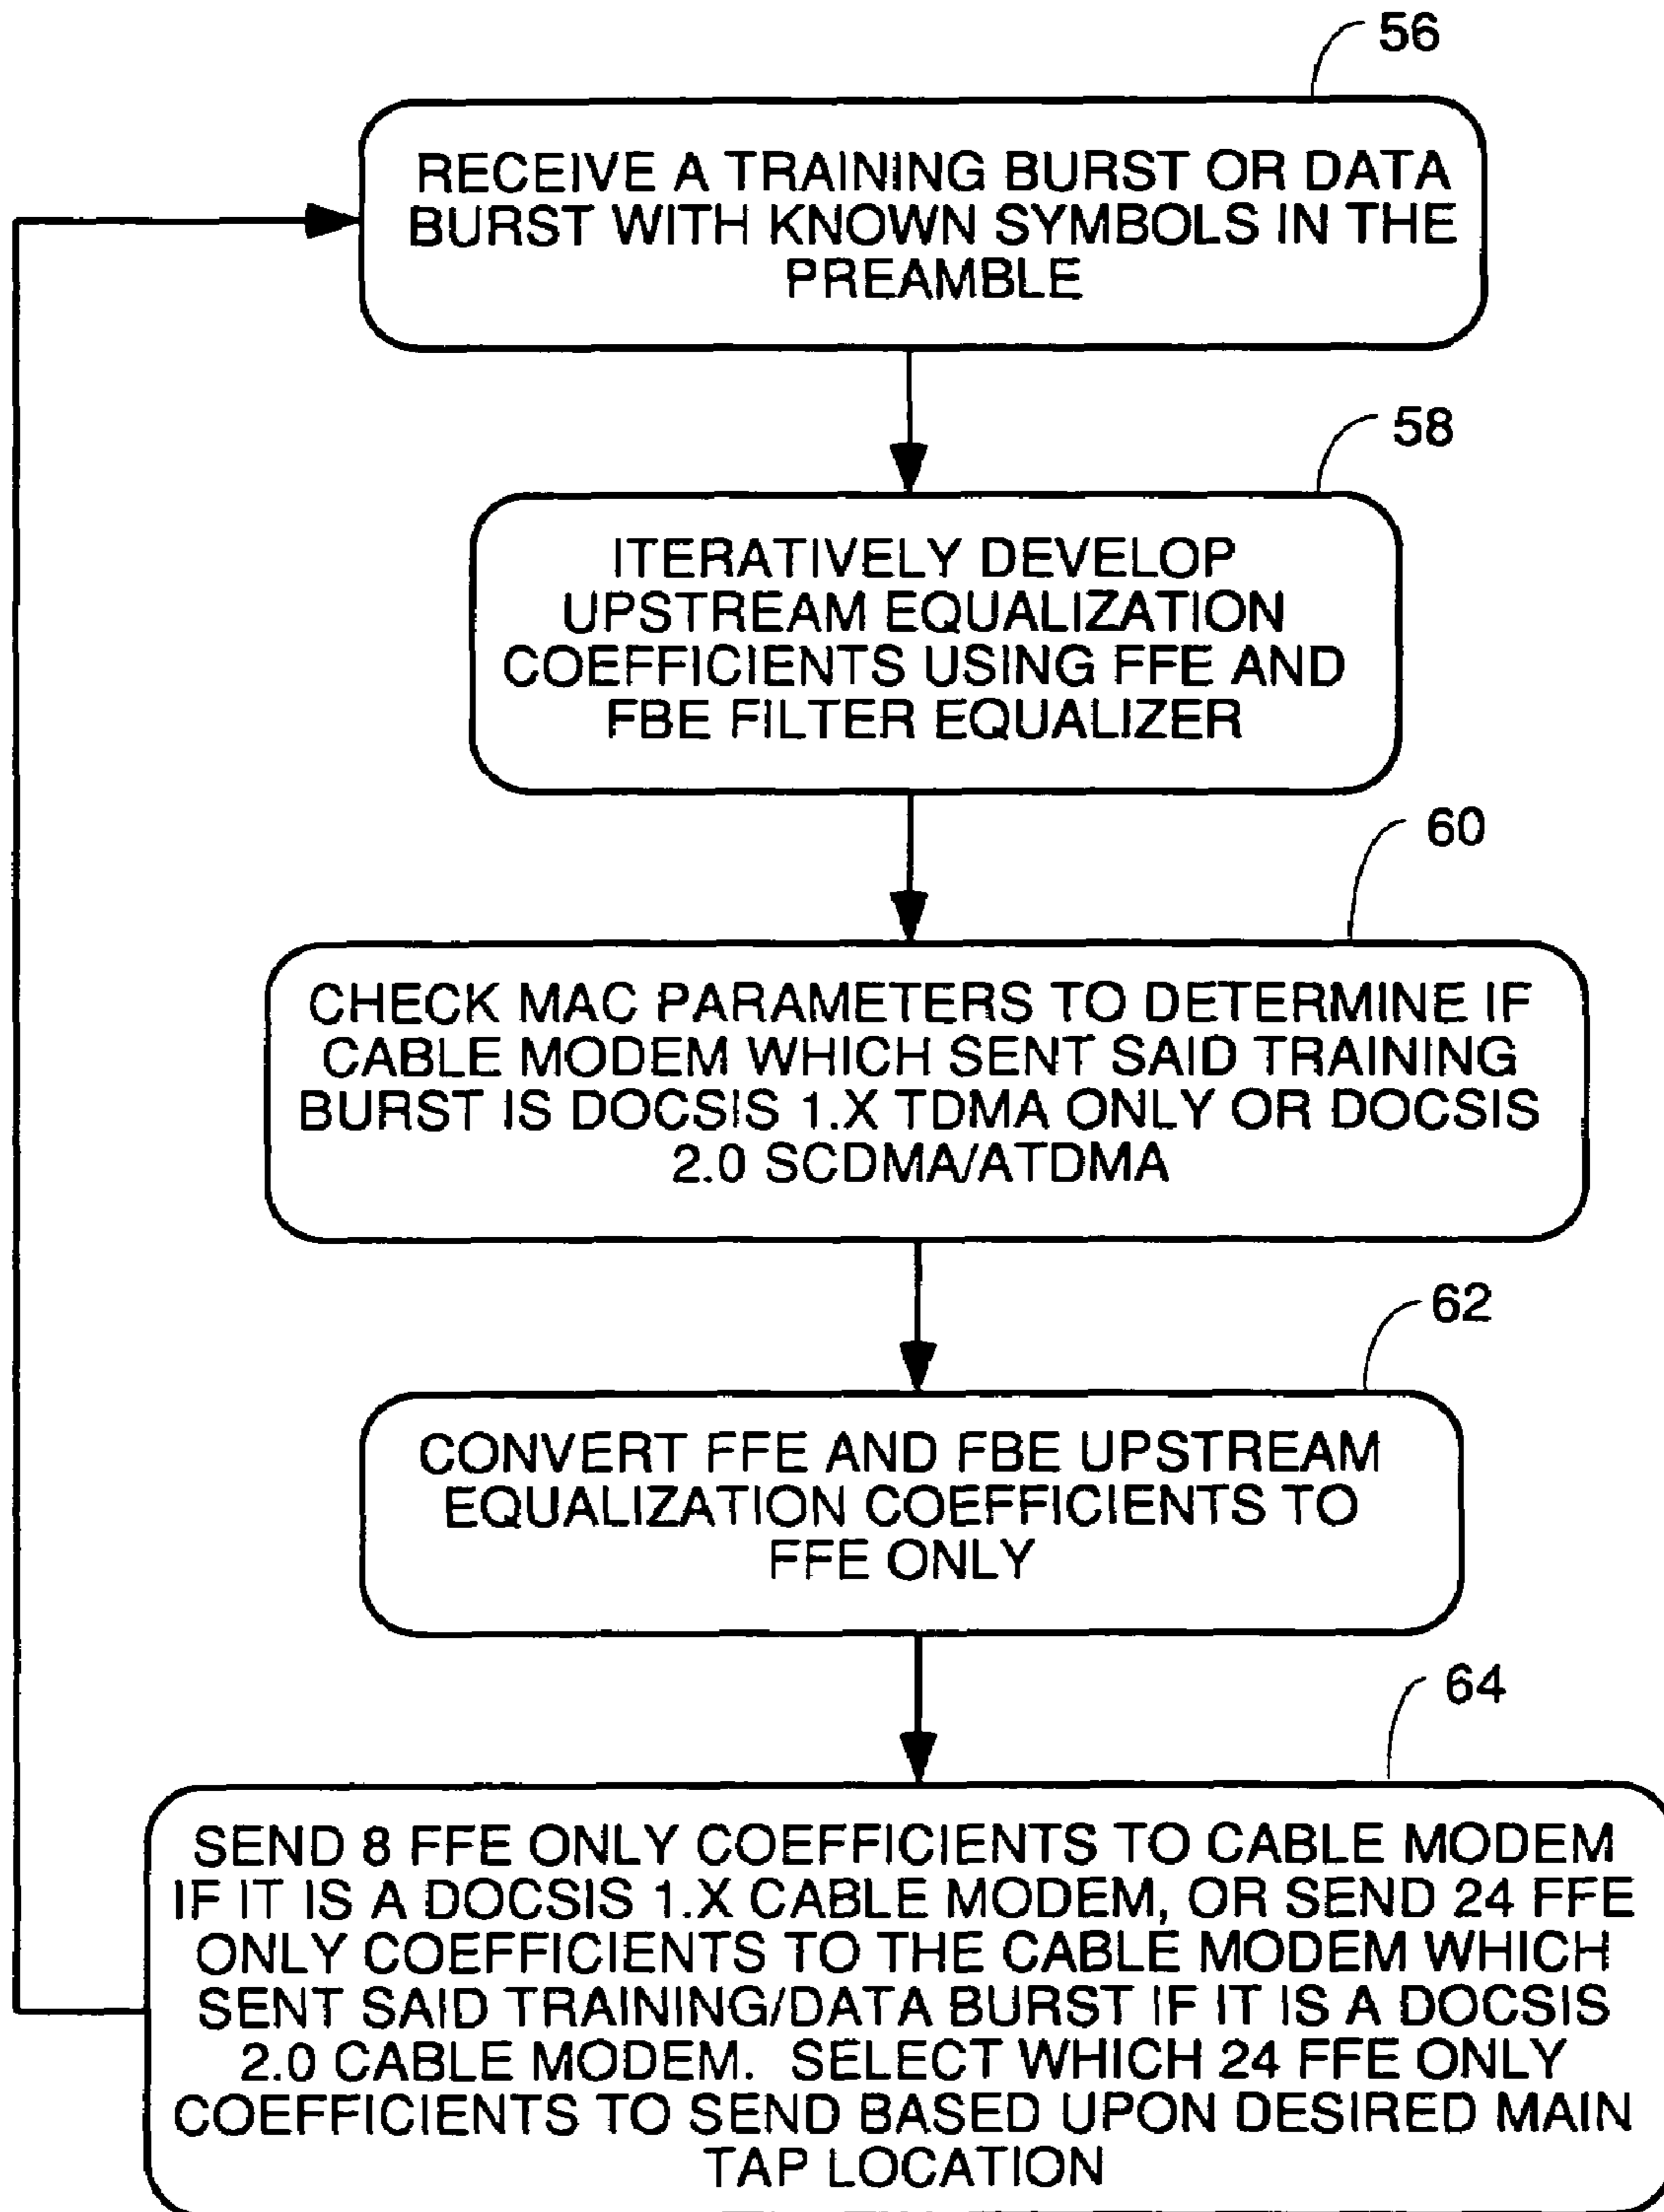 56
RECEIVE A TRAINING BURST OR DATA
BURST WITH KNOWN SYMBOLS IN THE
PREAMBLE
58
ITERATIVELY DEVELOP
UPSTREAM EQUALIZATION
COEFFICIENTS USING FFE AND
FBE FILTER EQUALIZER
60
CHECK MAC PARAMETERS TO DETERMINE IF
CABLE MODEM WHICH SENT SAID TRAINING
BURST IS DOCSIS 1.X TDMA ONLY OR DOCSIS
2.0 SCDMA/ATDMA
62
CONVERT FFE AND FBE UPSTREAM
EQUALIZATION COEFFICIENTS TO
FFE ONLY
64
SEND 8 FFE ONLY COEFFICIENTS TO CABLE MODEM
IF IT IS A DOCSIS 1.X CABLE MODEM, OR SEND 24 FFE
ONLY COEFFICIENTS TO THE CABLE MODEM WHICH
SENT SAID TRAINING/DATA BURST IF IT IS A DOCSIS
2.0 CABLE MODEM. SELECT WHICH 24 FFE ONLY
COEFFICIENTS TO SEND BASED UPON DESIRED MAIN
TAP LOCATION